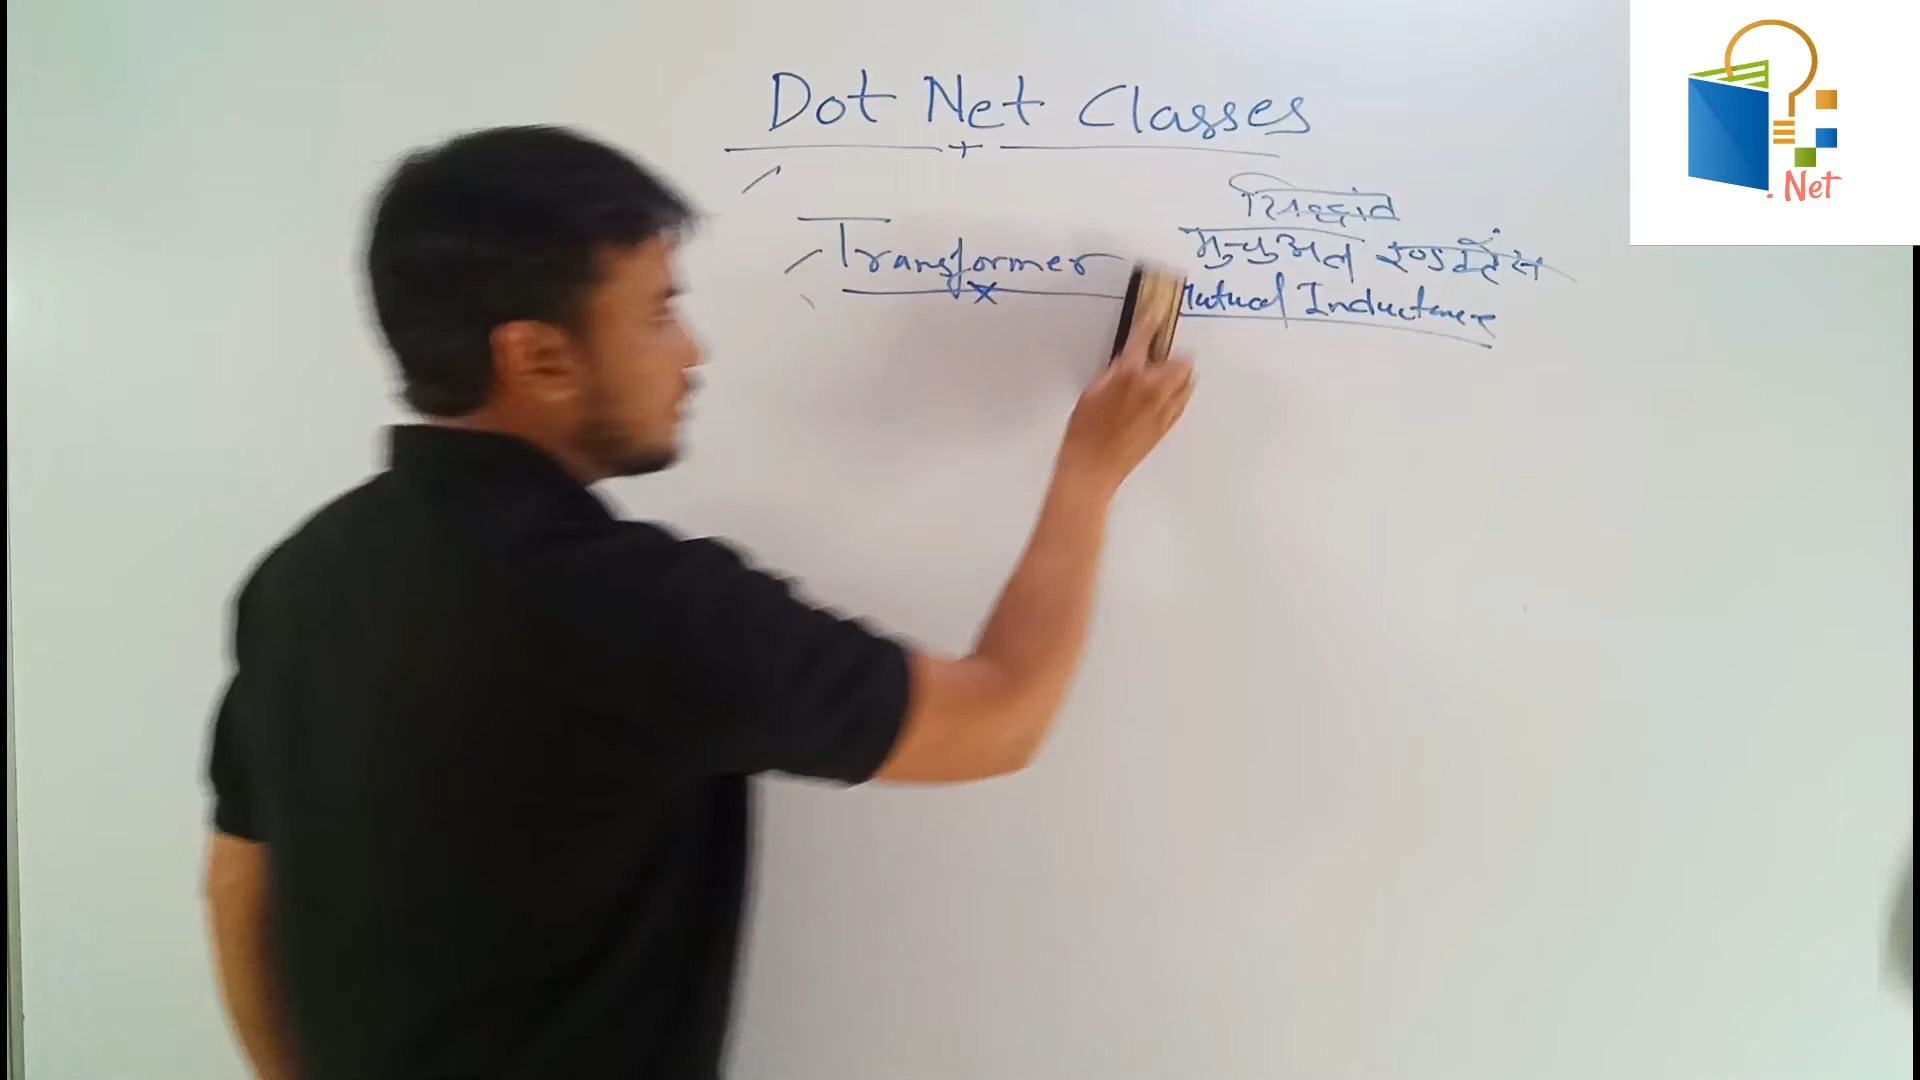 Dot Net Classes
सिद्धांत
Transformer
म्युचुअल इण्डक्टेंस
Mutual Inductance
.Net